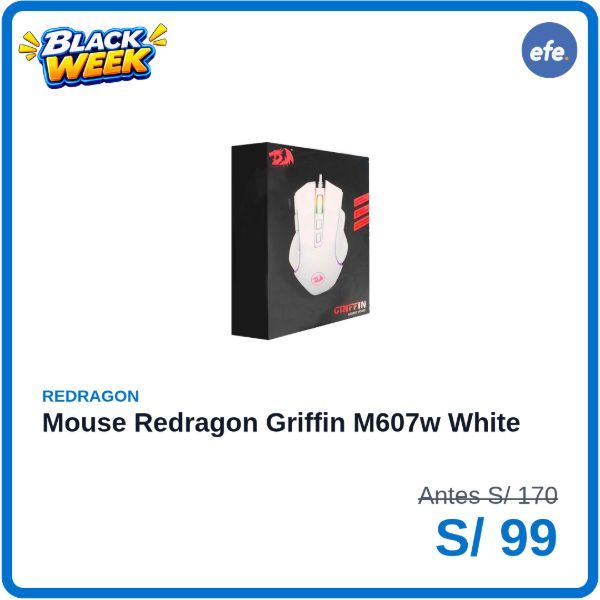 BLACK
WEEK
efe.
GRIFFIN
REDRAGON
Mouse Redragon Griffin M607w White
Antes S/ 170
S/ 99